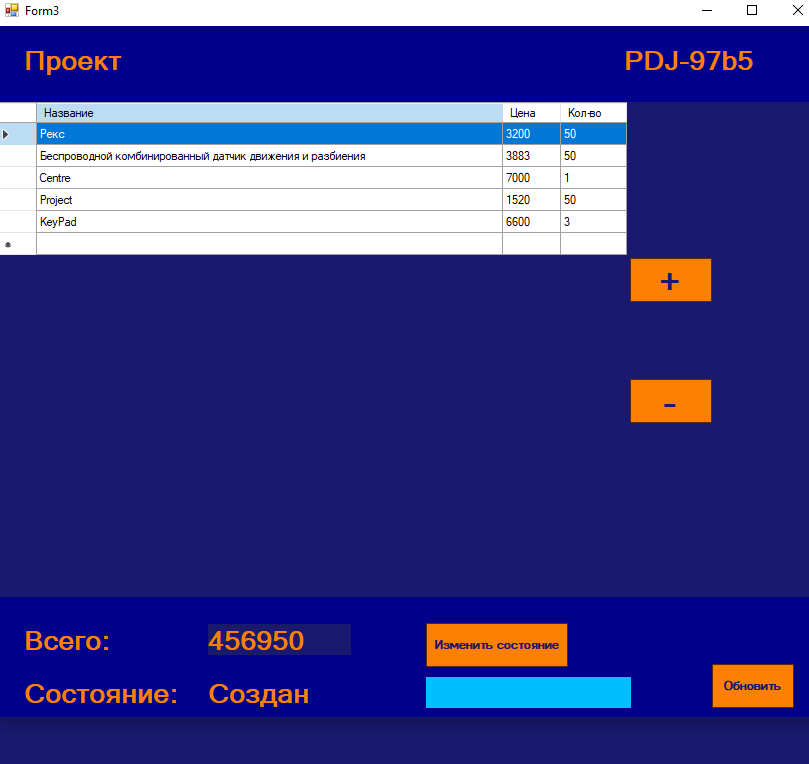 Form3
Проект PDJ-97b5
Название Цена Кол-во
Рекс 3200 50
Беспроводной комбинированный датчик движения и разбиения 3883 50
Centre 7000 1
Project 1520 50
KeyPad 6600 3
+
-
Всего: 456950 Изменить состояние
Состояние: Создан Обновить